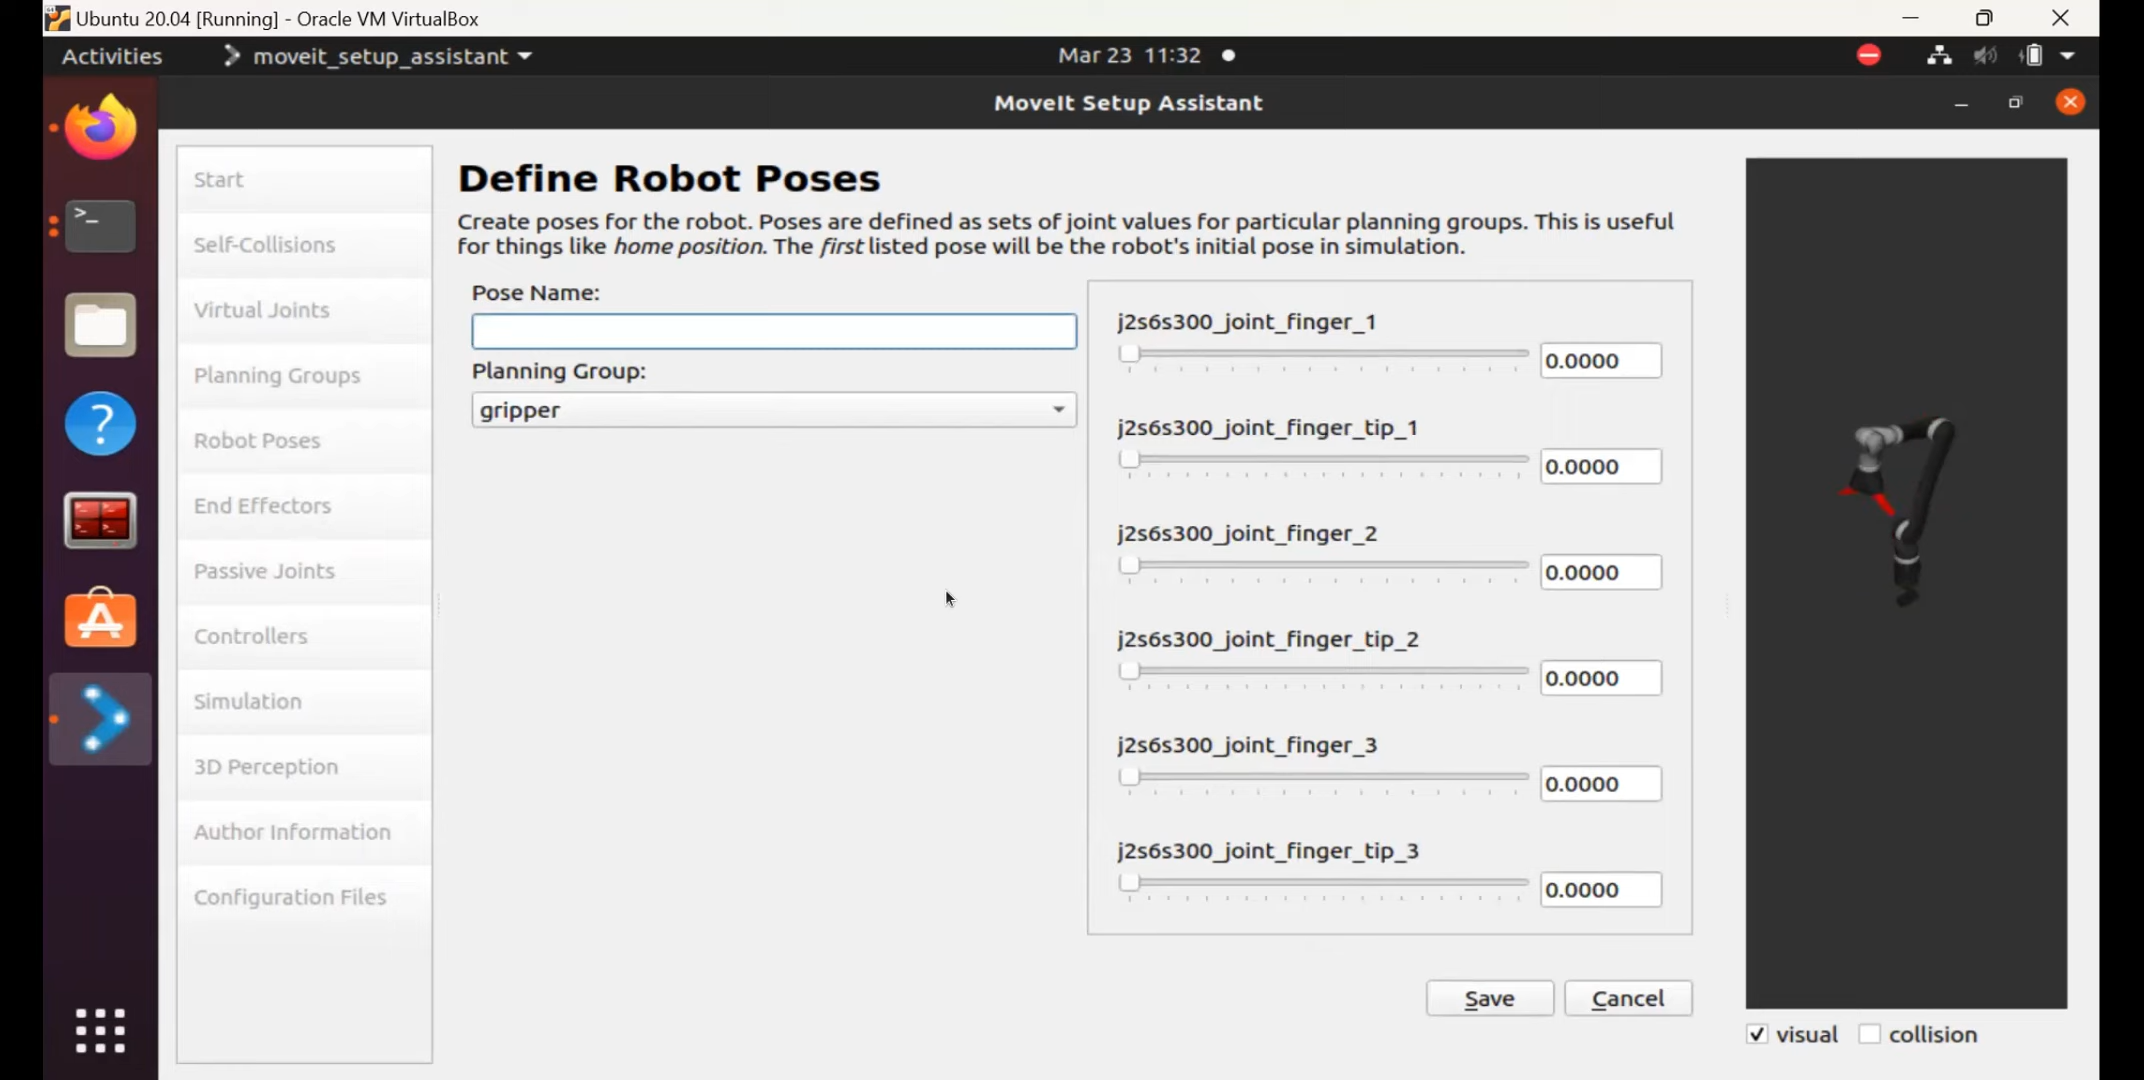 Ubuntu 20.04 [Running] - Oracle VM VirtualBox
Activities
moveit_setup_assistant
Mar 23 11:32
MoveIt Setup Assistant
Start
Self-Collisions
Virtual Joints
Planning Groups
Robot Poses
End Effectors
Passive Joints
Controllers
Simulation
3D Perception
Author Information
Configuration Files
Define Robot Poses
Create poses for the robot. Poses are defined as sets of joint values for particular planning groups. This is useful
for things like home position. The first listed pose will be the robot's initial pose in simulation.
Pose Name:
Planning Group:
gripper
j2s6s300_joint_finger_1
0.0000
j2s6s300_joint_finger_tip_1
0.0000
j2s6s300_joint_finger_2
0.0000
j2s6s300_joint_finger_tip_2
0.0000
j2s6s300_joint_finger_3
0.0000
j2s6s300_joint_finger_tip_3
0.0000
Save
Cancel
visual
collision